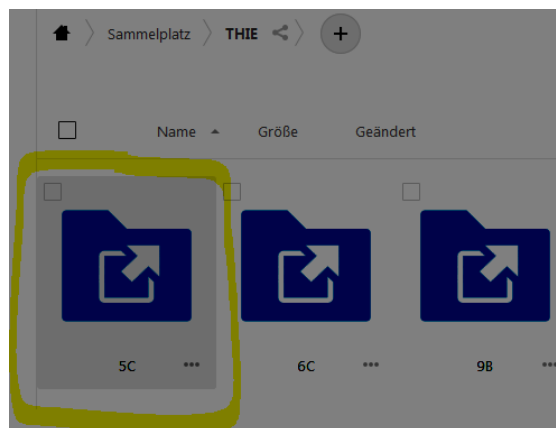 Sammelplatz THIE
Name Größe Geändert
5C ••• 6C ••• 9B •••